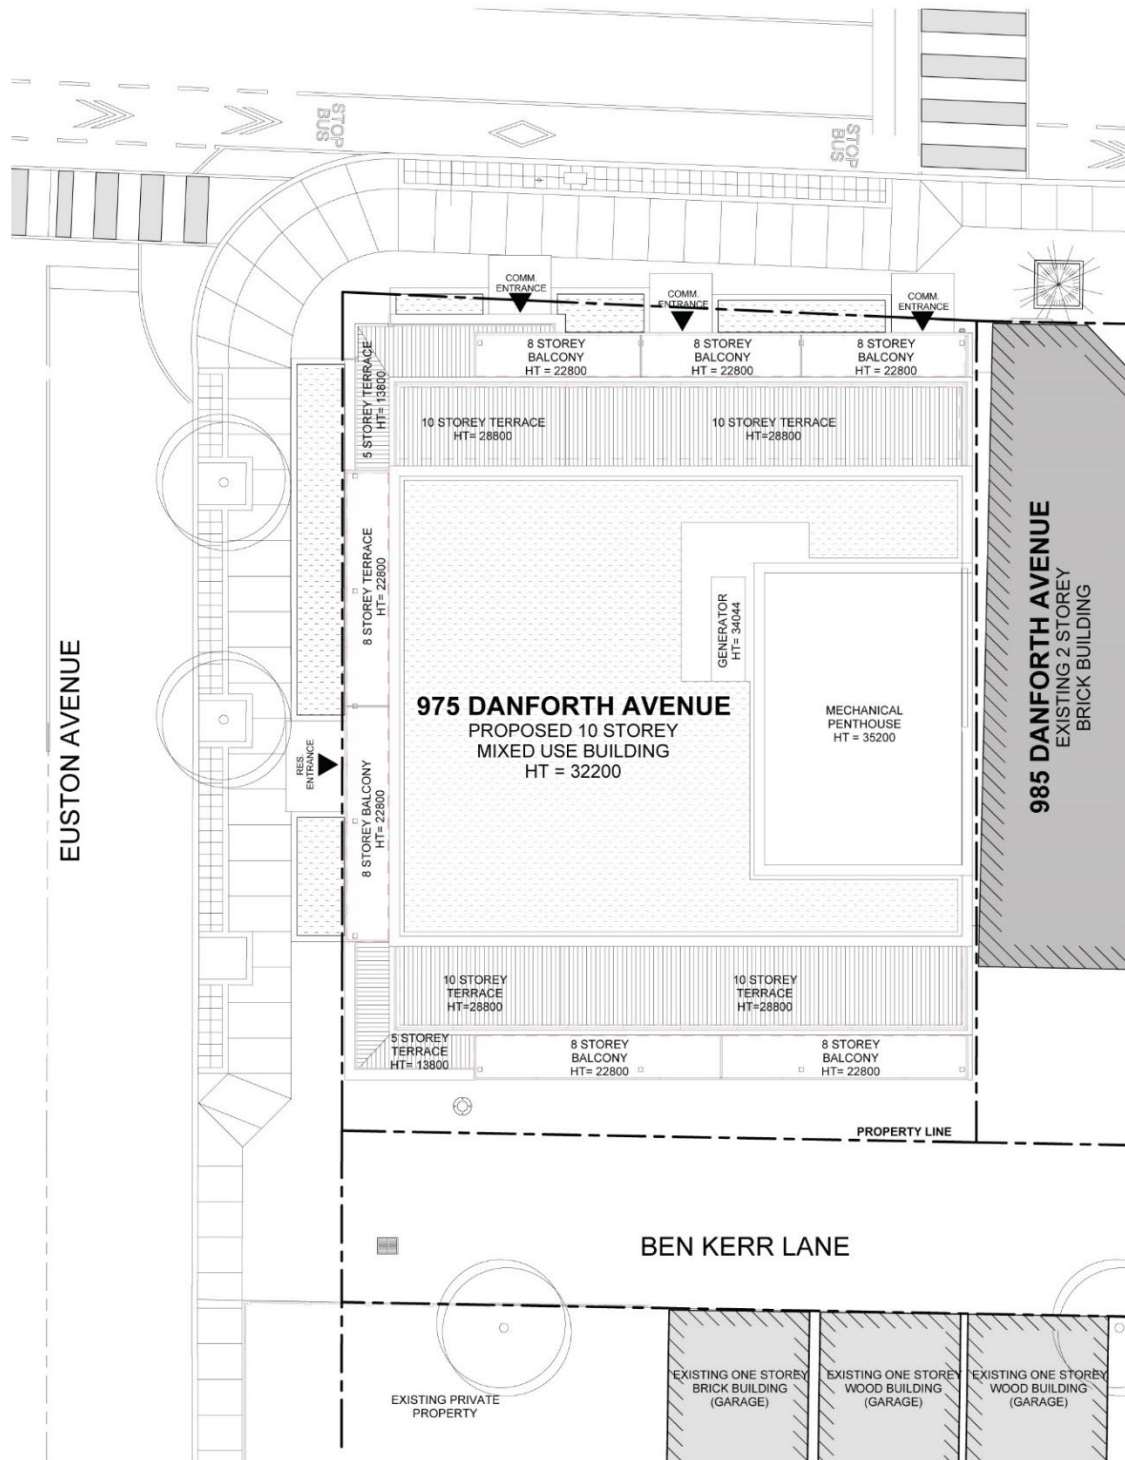 STOP
BUS
STOP
BUS
COMM.
ENTRANCE
COMM.
ENTRANCE
COMM.
ENTRANCE
5 STOREY TERRACE
HT= 13800
8 STOREY
BALCONY
HT = 22800
8 STOREY
BALCONY
HT = 22800
8 STOREY
BALCONY
HT = 22800
10 STOREY TERRACE
HT= 28800
10 STOREY TERRACE
HT=28800
8 STOREY TERRACE
HT= 22800
GENERATOR
HT= 34044
985 DANFORTH AVENUE
EXISTING 2 STOREY
BRICK BUILDING
EUSTON AVENUE
975 DANFORTH AVENUE
PROPOSED 10 STOREY
MIXED USE BUILDING
HT = 32200
MECHANICAL
PENTHOUSE
HT = 35200
RES.
ENTRANCE
8 STOREY BALCONY
HT= 22800
10 STOREY
TERRACE
HT=28800
10 STOREY
TERRACE
HT=28800
5 STOREY
TERRACE
HT= 13800
8 STOREY
BALCONY
HT= 22800
8 STOREY
BALCONY
HT= 22800
PROPERTY LINE
BEN KERR LANE
EXISTING PRIVATE
PROPERTY
EXISTING ONE STOREY
BRICK BUILDING
(GARAGE)
EXISTING ONE STOREY
WOOD BUILDING
(GARAGE)
EXISTING ONE STOREY
WOOD BUILDING
(GARAGE)